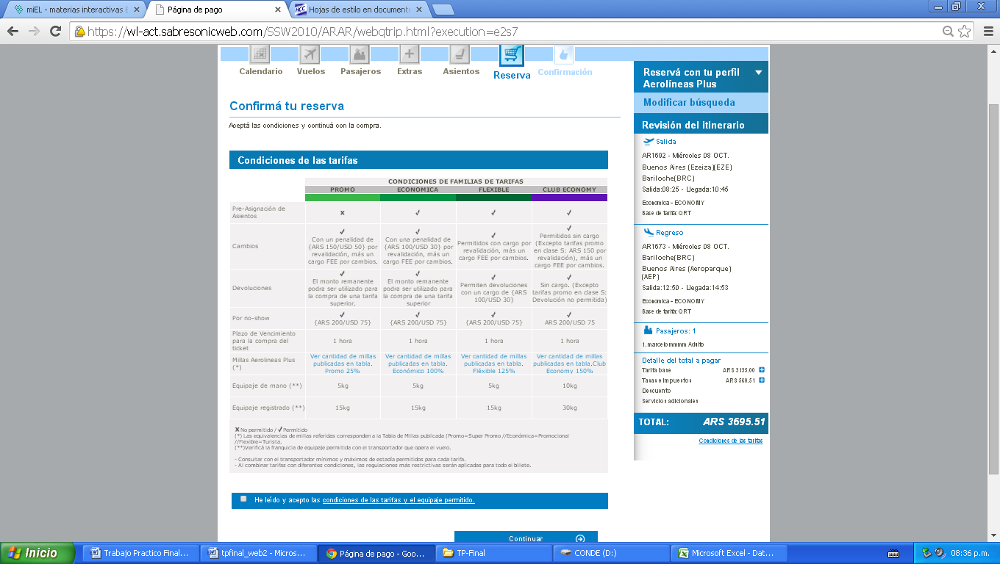 miEL - materias interactivas E
Página de pago
Hojas de estilo en documento
https://wl-act.sabresonicweb.com/SSW2010/ARAR/webqtrip.html?execution=e2s7
Calendario Vuelos Pasajeros Extras Asientos Reserva Confirmación
Confirmá tu reserva
Aceptá las condiciones y continuá con la compra.
Condiciones de las tarifas
CONDICIONES DE FAMILIAS DE TARIFAS
PROMO ECONOMICA FLEXIBLE CLUB ECONOMY
Pre-Asignación de
Asientos
x ✓ ✓ ✓
Cambios
✓
Con un penalidad de
{ARS 150/USD 50} por
revalidación, más un
cargo FEE por cambios.
✓
Con una penalidad de
{ARS 100/USD 30} por
revalidación, más un
cargo FEE por cambios.
✓
Permitidos con cargo por
revalidación, más un
cargo FEE por cambios.
✓
Permitidos sin cargo
(Excepto tarifas promo
en clase S: ARS 150 por
revalidación), más un
cargo FEE por cambios.
Devoluciones
✓
El monto remanente
podra ser utilizado para
la compra de una tarifa
superior.
✓
El monto remanente
podra ser utilizado para
la compra de una tarifa
superior
✓
Permiten devoluciones
con un cargo de {ARS
100/USD 30}
✓
Sin cargo. (Excepto
tarifas promo en clase S:
Devolución no permitida)
Por no-show
✓
{ARS 200/USD 75}
✓
{ARS 200/USD 75}
✓
{ARS 200/USD 75}
✓
ARS 200/USD 75
Plazo de Vencimiento
para la compra del
ticket
1 hora 1 hora 1 hora 1 hora
Millas Aerolineas Plus
(*)
Ver cantidad de millas
publicadas en tabla.
Promo 25%
Ver cantidad de millas
publicadas en tabla.
Económico 100%
Ver cantidad de millas
publicadas en tabla.
Fléxible 125%
Ver cantidad de millas
publicadas en tabla.Club
Economy 150%
Equipaje de mano (**) 5kg 5kg 5kg 10kg
Equipaje registrado (**) 15kg 15kg 15kg 30kg
x No permitido / ✓ Permitido
(*) Las equivalencias de millas referidas corresponden a la Tabla de Millas publicada (Promo=Super Promo //Económica=Promocional
//Flexible=Turista.
(**)Verificá la franquicia de equipaje permitida con el transportador que opera el vuelo.
- Consultar con el transportador mínimos y máximos de estadía permitidos para cada tarifa.
- Al combinar tarifas con diferentes condiciones, las regulaciones más restrictivas serán aplicadas para todo el billete.
He leído y acepto las condiciones de las tarifas y el equipaje permitido.
Continuar
Reservá con tu perfil
Aerolíneas Plus
Modificar búsqueda
Revisión del itinerario
Salida
AR1692 - Miércoles 08 OCT.
Buenos Aires (Ezeiza)(EZE)
Bariloche(BRC)
Salida:08:25 - Llegada:10:45
Economica - ECONOMY
Base de tarifa: QRT
Regreso
AR1673 - Miércoles 08 OCT.
Bariloche(BRC)
Buenos Aires (Aeroparque)
(AEP)
Salida:12:50 - Llegada:14:53
Economica - ECONOMY
Base de tarifa: QRT
Pasajeros: 1
1. marcelo mmmm Adulto
Detalle del total a pagar
Tarifa base ARS 3135.00
Tasas e impuestos ARS 560.51
Descuento
Servicios adicionales
TOTAL: ARS 3695.51
Condiciones de las tarifas
Inicio
Trabajo Practico Final...
tpfinal_web2 - Micros...
Página de pago - Goo...
TP-Final
CONDE (D:)
Microsoft Excel - Dat...
08:36 p.m.